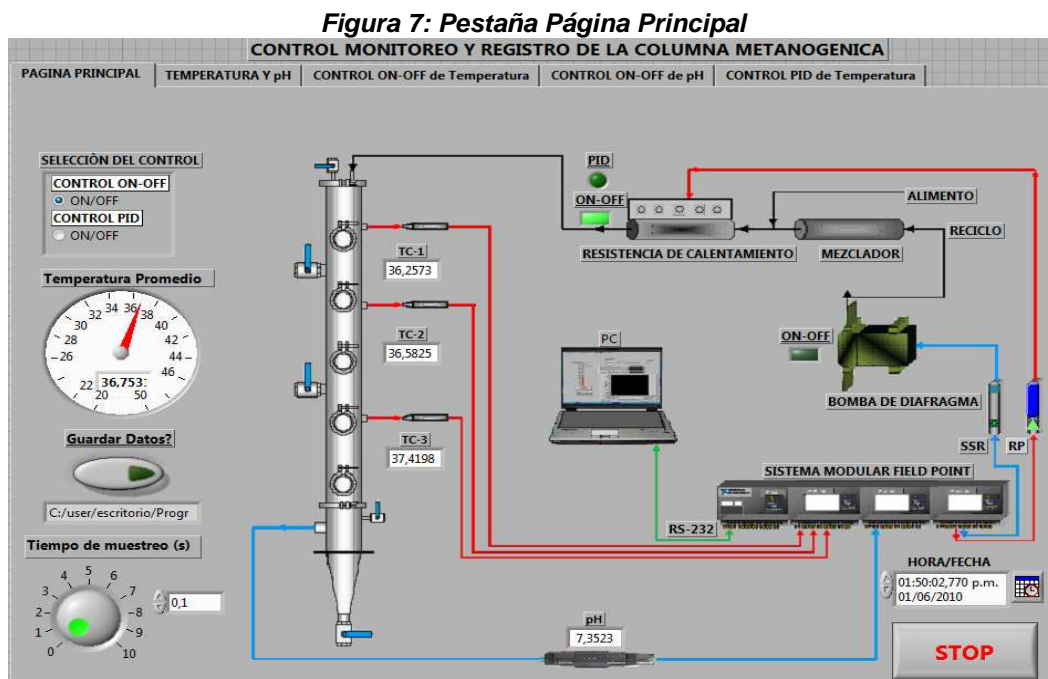 Figura 7: Pestaña Página Principal
CONTROL MONITOREO Y REGISTRO DE LA COLUMNA METANOGENICA
PAGINA PRINCIPAL
TEMPERATURA Y pH
CONTROL ON-OFF de Temperatura
CONTROL ON-OFF de pH
CONTROL PID de Temperatura
SELECCIÒN DEL CONTROL
CONTROL ON-OFF
ON/OFF
CONTROL PID
ON/OFF
Temperatura Promedio
20
22
26
28
30
32
34
36
38
40
42
44
46
50
36,753
Guardar Datos?
C:/user/escritorio/Progr
Tiempo de muestreo (s)
0
1
2
3
4
5
6
7
8
9
10
0,1
TC-1
36,2573
TC-2
36,5825
TC-3
37,4198
PID
ON-OFF
RESISTENCIA DE CALENTAMIENTO
ALIMENTO
MEZCLADOR
RECICLO
PC
ON-OFF
BOMBA DE DIAFRAGMA
SSR
RP
SISTEMA MODULAR FIELD POINT
RS-232
pH
7,3523
HORA/FECHA
01:50:02,770 p.m.
01/06/2010
STOP